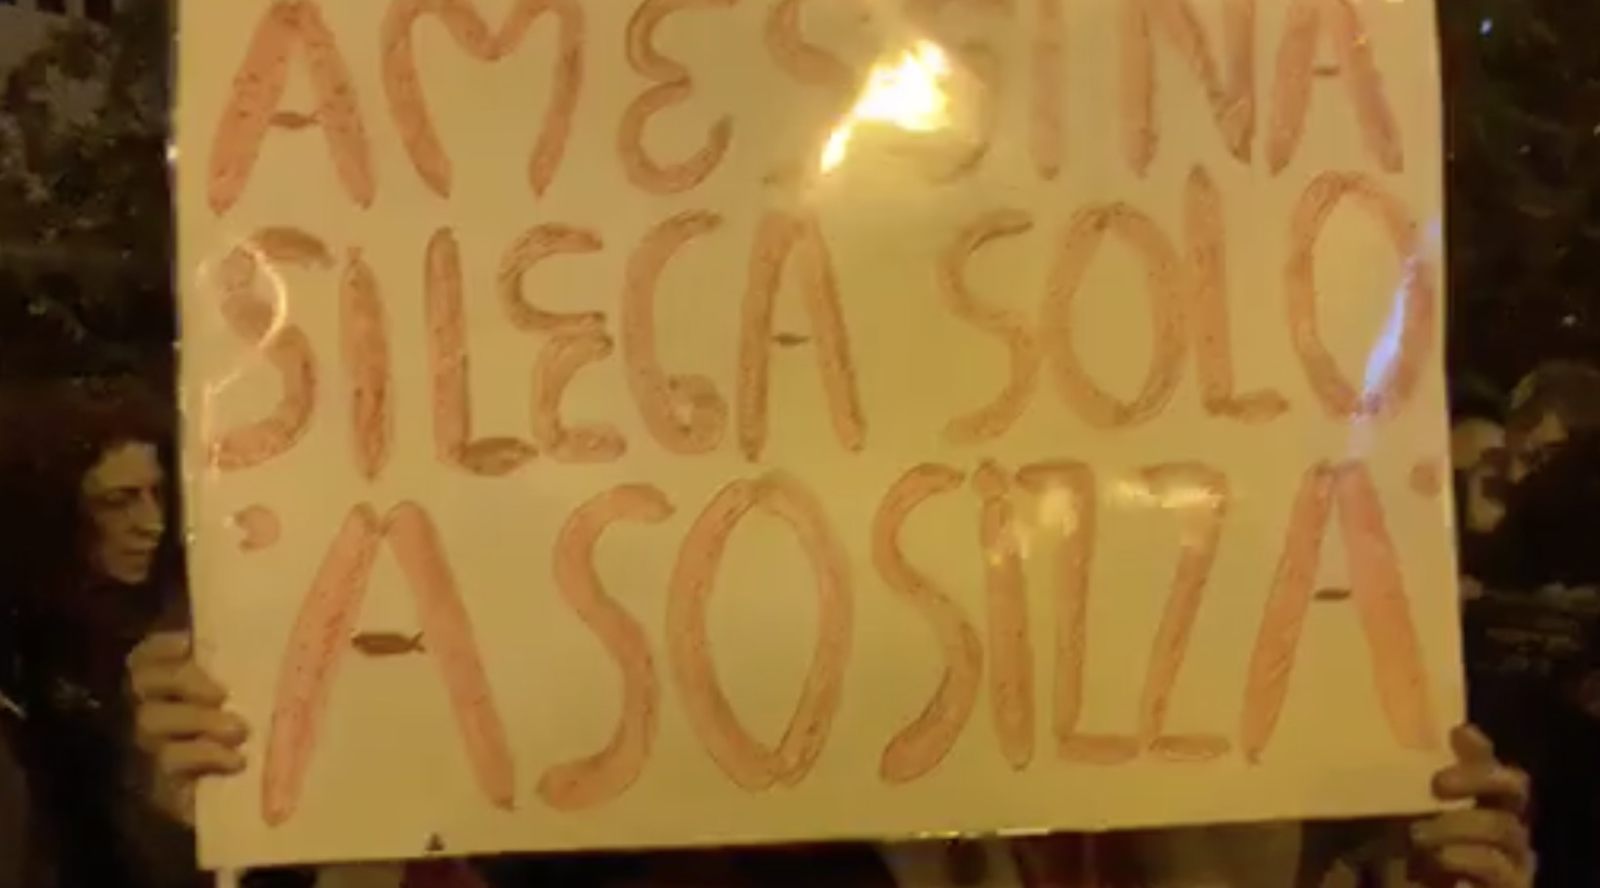 A MESSINA
SI LEGA SOLO
'A SOSIZZA'